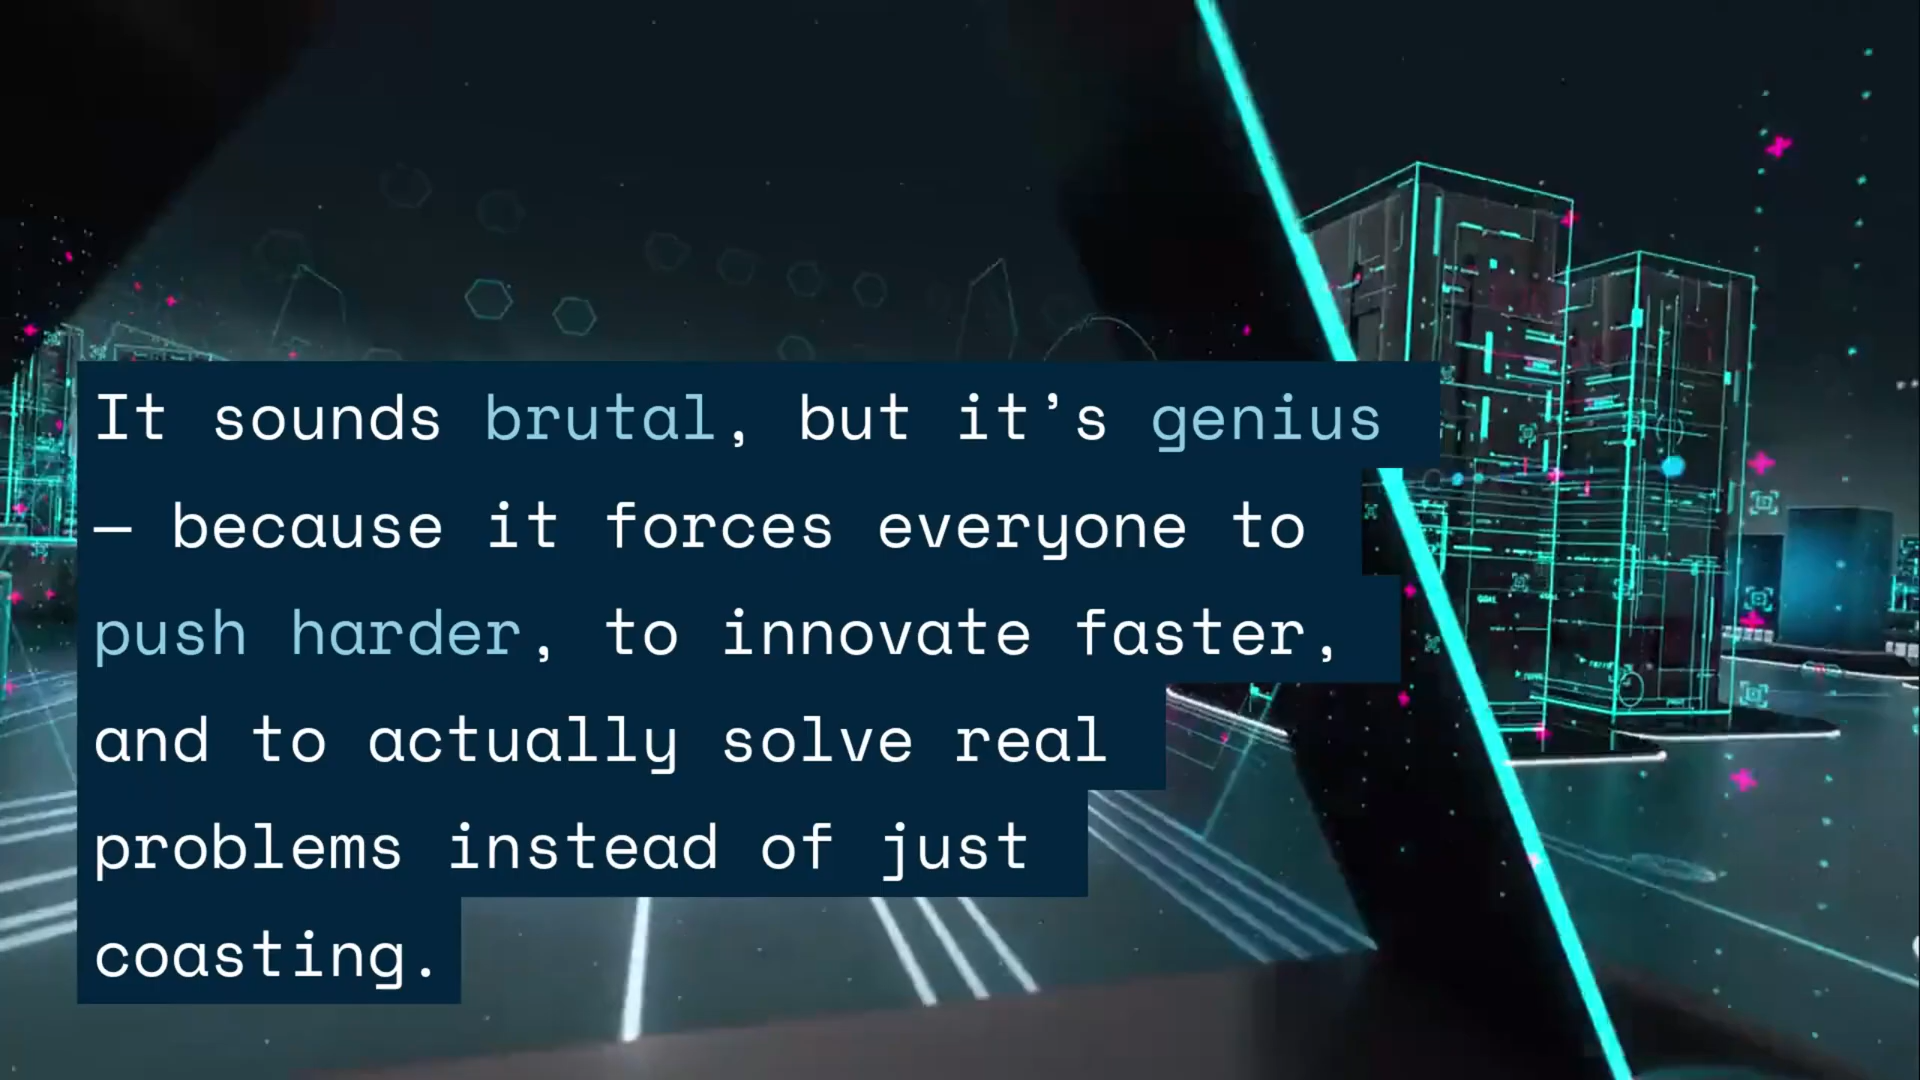 It sounds brutal, but it’s genius
— because it forces everyone to
push harder, to innovate faster,
and to actually solve real
problems instead of just
coasting.